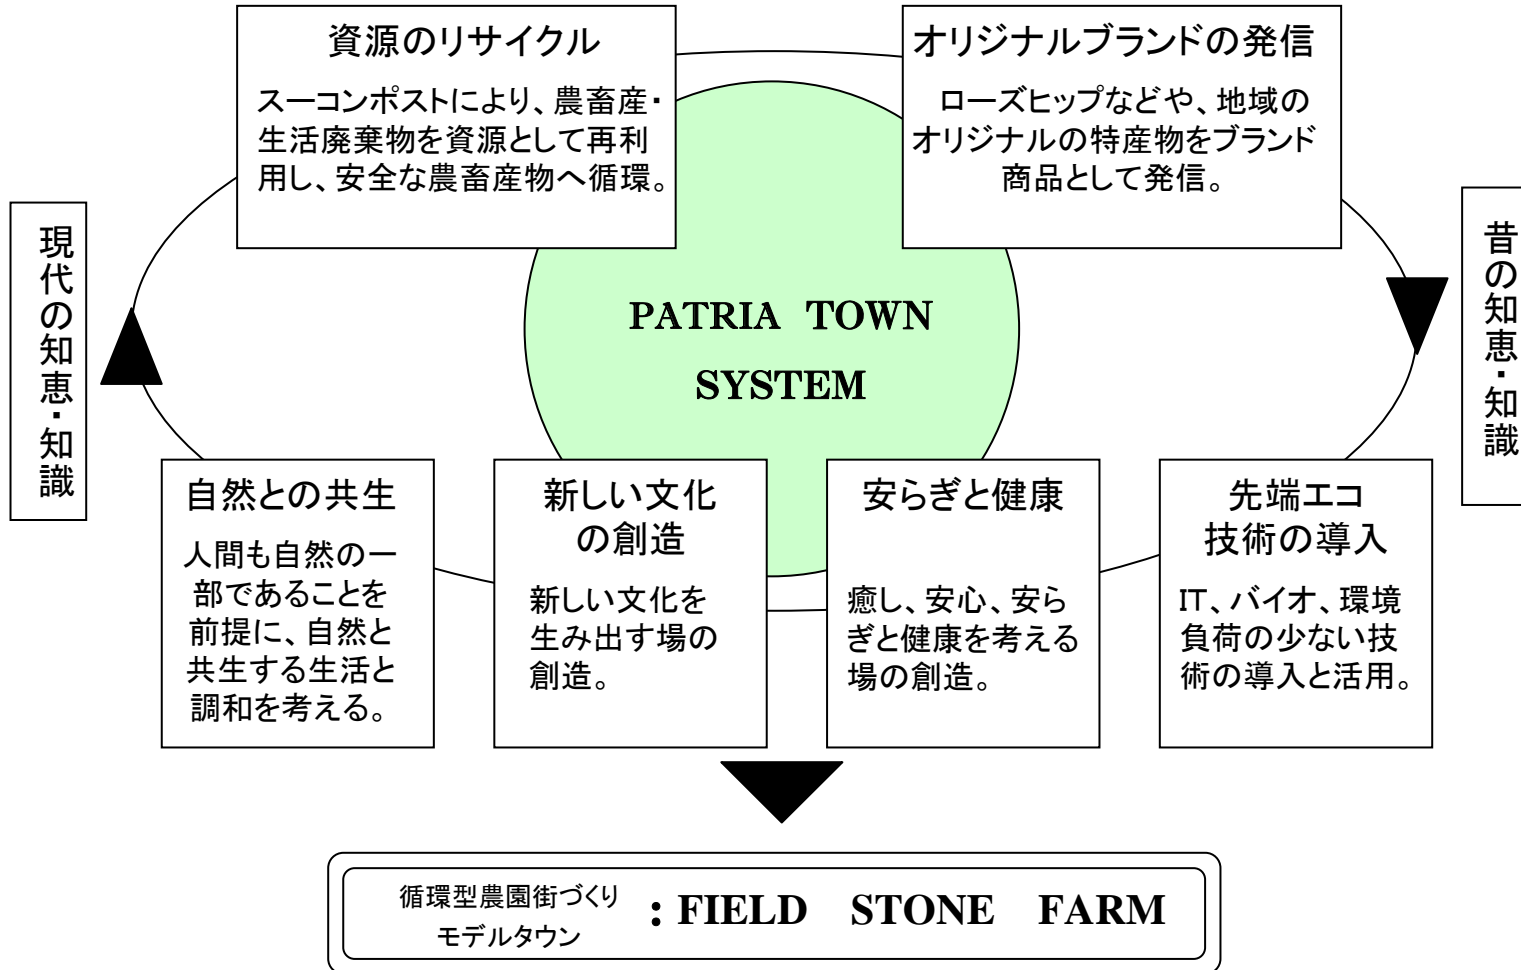 資源のリサイクル
スーコンポストにより、農畜産・
生活廃棄物を資源として再利
用し、安全な農畜産物へ循環。
オリジナルブランドの発信
ローズヒップなどや、地域の
オリジナルの特産物をブランド
商品として発信。
現代の知恵・知識
昔の知恵・知識
PATRIA TOWN
SYSTEM
自然との共生
人間も自然の一
部であることを
前提に、自然と
共生する生活と
調和を考える。
新しい文化
の創造
新しい文化を
生み出す場の
創造。
安らぎと健康
癒し、安心、安ら
ぎと健康を考える
場の創造。
先端エコ
技術の導入
IT、バイオ、環境
負荷の少ない技
術の導入と活用。
循環型農園街づくり
モデルタウン
：FIELD STONE FARM